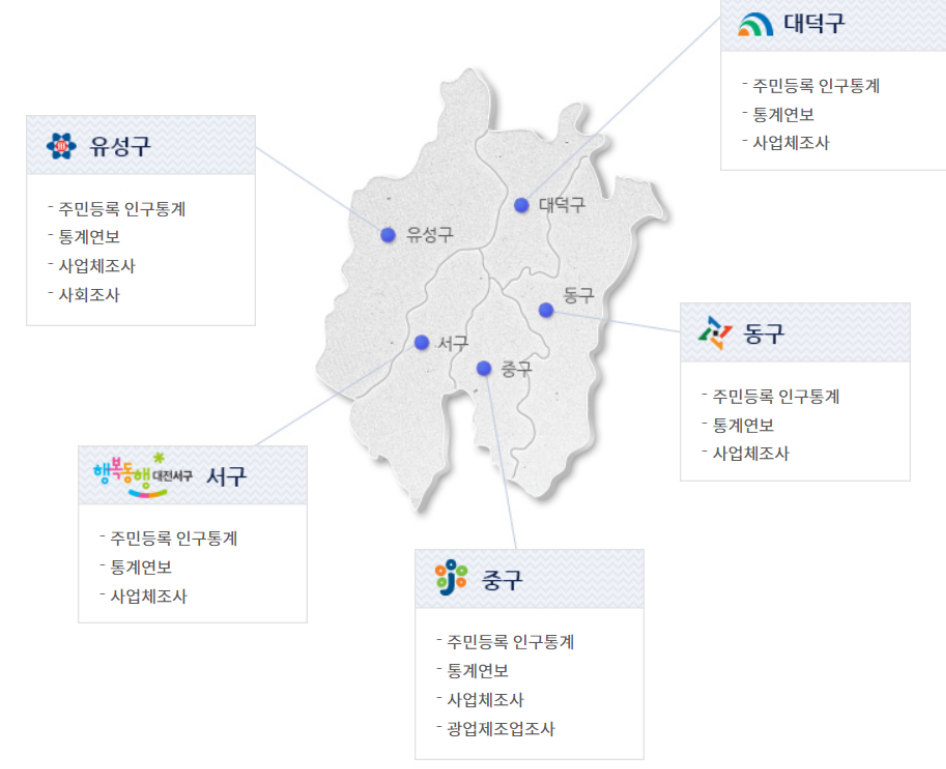 대덕구
- 주민등록 인구통계
- 통계연보
- 사업체조사
유성구
- 주민등록 인구통계
- 통계연보
- 사업체조사
- 사회조사
대덕구
유성구
동구
서구
중구
동구
- 주민등록 인구통계
- 통계연보
- 사업체조사
행복동행 대전서구 서구
- 주민등록 인구통계
- 통계연보
- 사업체조사
중구
- 주민등록 인구통계
- 통계연보
- 사업체조사
- 광업제조업조사